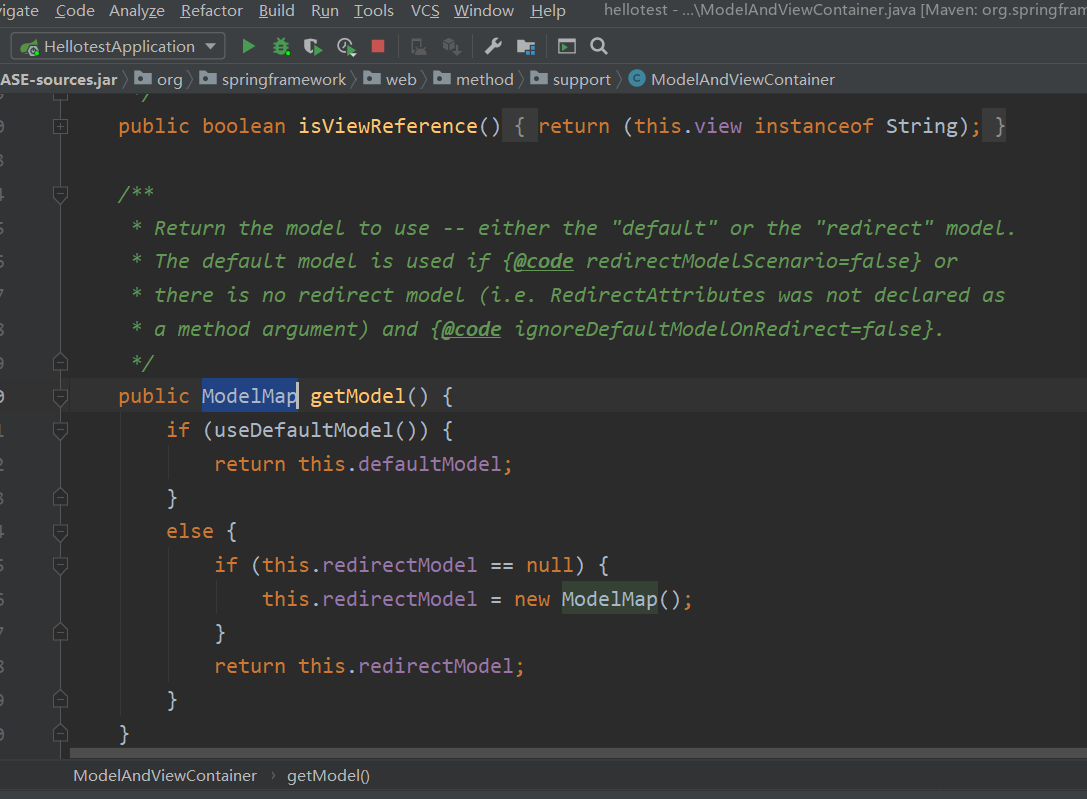 vigate Code Analyze Refactor Build Run Tools VCS Window Help hellotest - ...\ModelAndViewContainer.java [Maven: org.springfram
HellotestApplication
ASE-sources.jar org springframework web method support ModelAndViewContainer
*/
public boolean isViewReference() { return (this.view instanceof String); }
/**
* Return the model to use -- either the "default" or the "redirect" model.
* The default model is used if {@code redirectModelScenario=false} or
* there is no redirect model (i.e. RedirectAttributes was not declared as
* a method argument) and {@code ignoreDefaultModelOnRedirect=false}.
*/
public ModelMap getModel() {
if (useDefaultModel()) {
return this.defaultModel;
}
else {
if (this.redirectModel == null) {
this.redirectModel = new ModelMap();
}
return this.redirectModel;
}
}
ModelAndViewContainer › getModel()